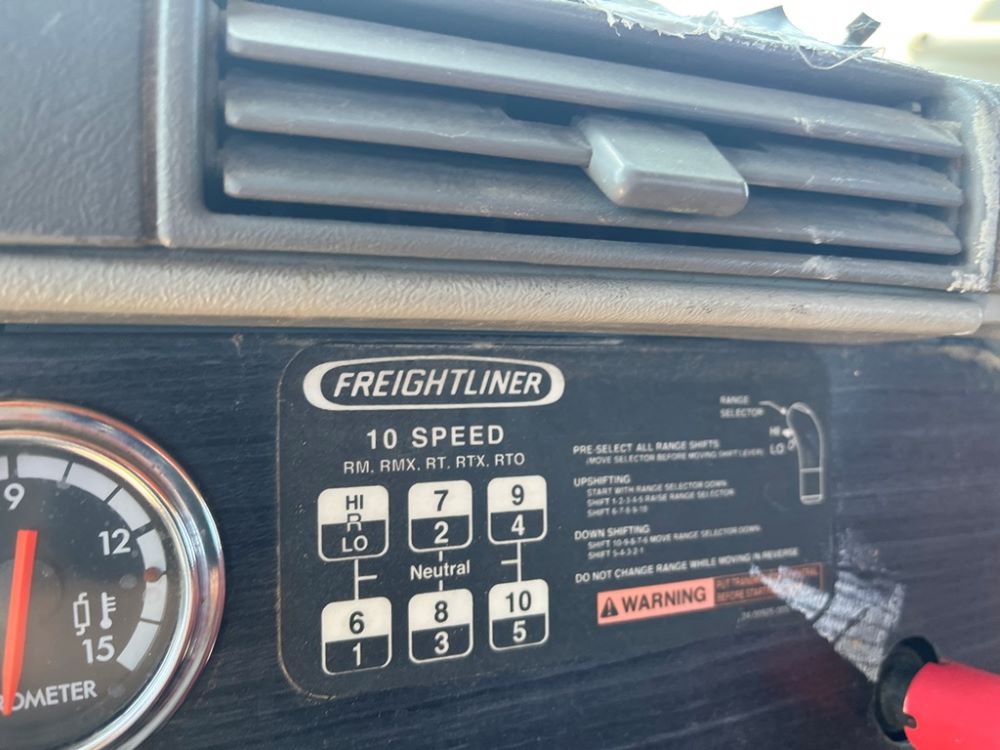 FREIGHTLINER
10 SPEED
RM, RMX, RT, RTX, RTO
HI
R
LO
7
2
9
4
Neutral
6
1
8
3
10
5
RANGE
SELECTOR
HI
LO
PRE-SELECT ALL RANGE SHIFTS
(MOVE SELECTOR BEFORE MOVING SHIFT LEVER)
UPSHIFTING
START WITH RANGE SELECTOR DOWN
SHIFT 1-2-3-4-5 RAISE RANGE SELECTOR
SHIFT 6-7-8-9-10
DOWN SHIFTING
SHIFT 10-9-8-7-6 MOVE RANGE SELECTOR DOWN
SHIFT 5-4-3-2-1
DO NOT CHANGE RANGE WHILE MOVING IN REVERSE
WARNING
BEFORE
9
12
15
OMETER